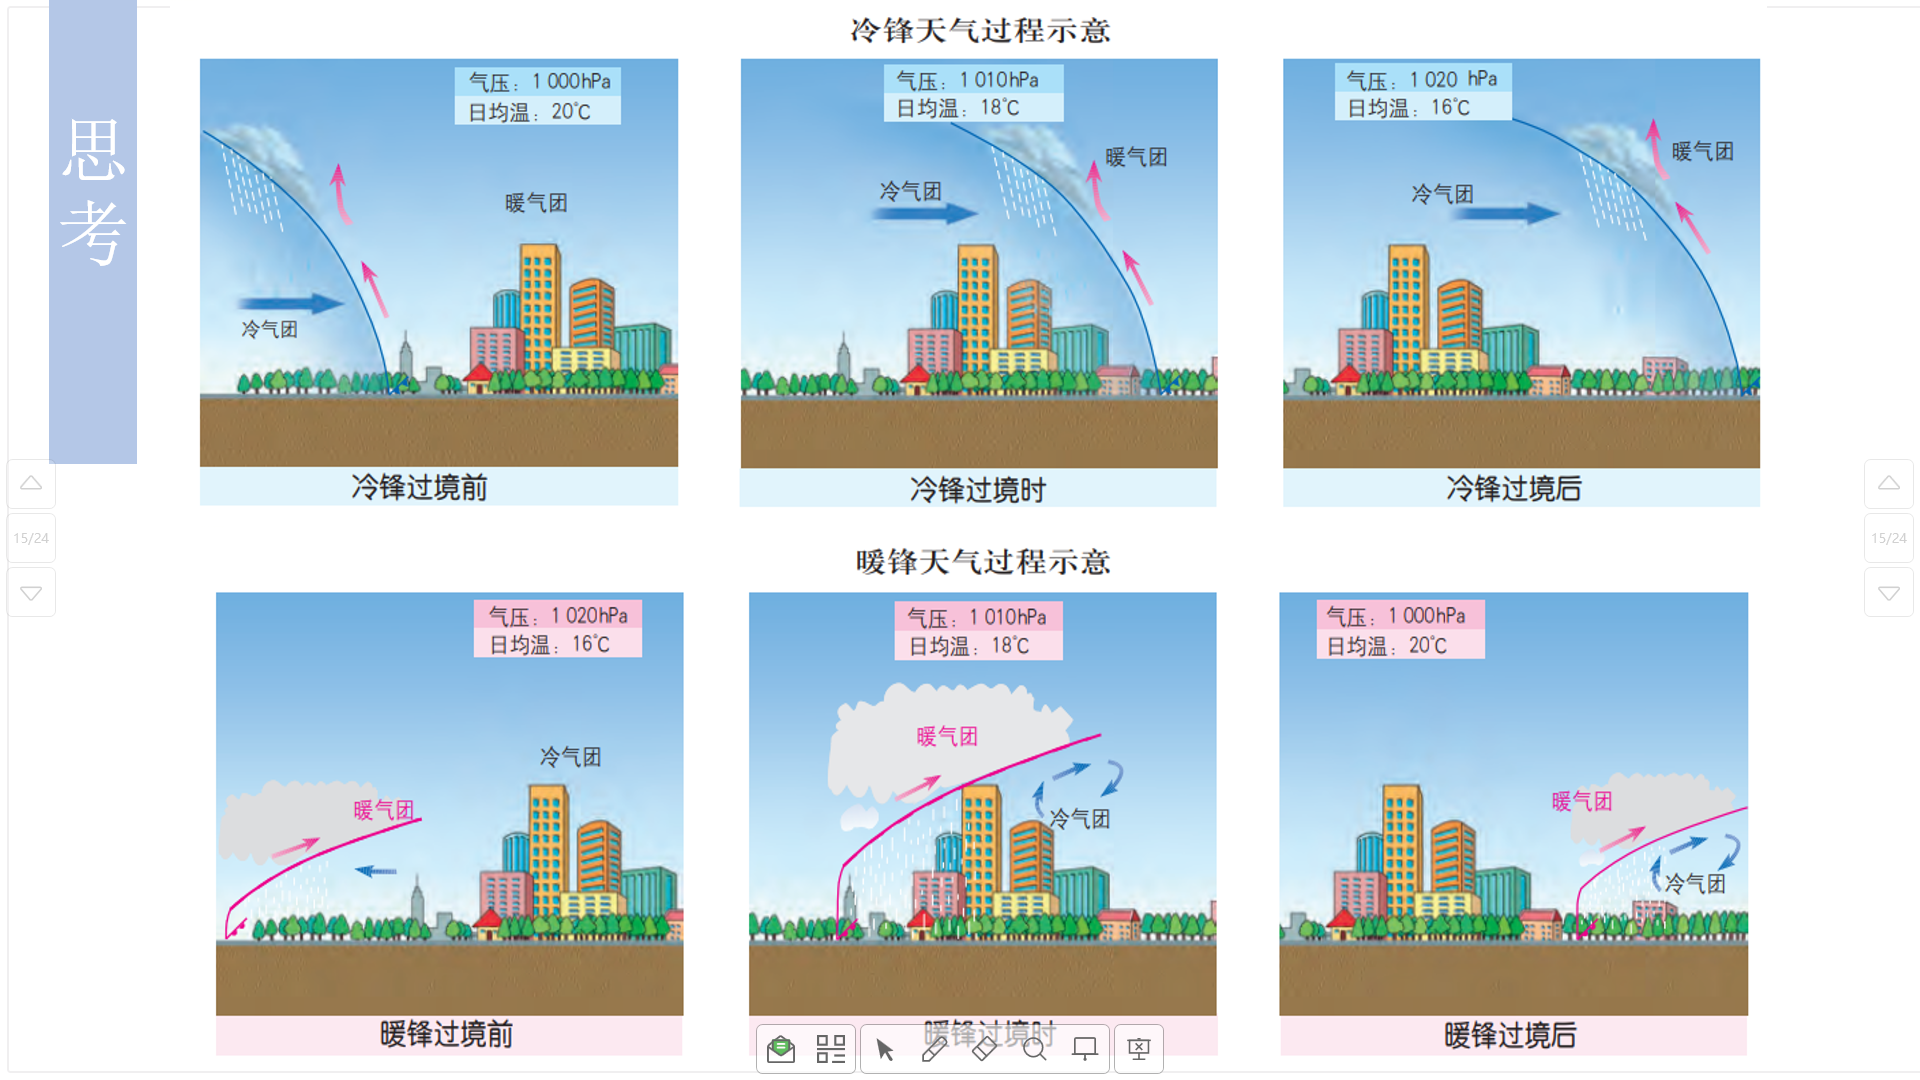 思考
冷锋天气过程示意
气压：1 000hPa
日均温：20℃
暖气团
冷气团
冷锋过境前
气压：1 010hPa
日均温：18℃
暖气团
冷气团
冷锋过境时
气压：1 020 hPa
日均温：16℃
暖气团
冷气团
冷锋过境后
15/24
15/24
暖锋天气过程示意
气压：1 020hPa
日均温：16℃
冷气团
暖气团
暖锋过境前
气压：1 010hPa
日均温：18℃
暖气团
冷气团
暖锋过境时
气压：1 000hPa
日均温：20℃
暖气团
冷气团
暖锋过境后